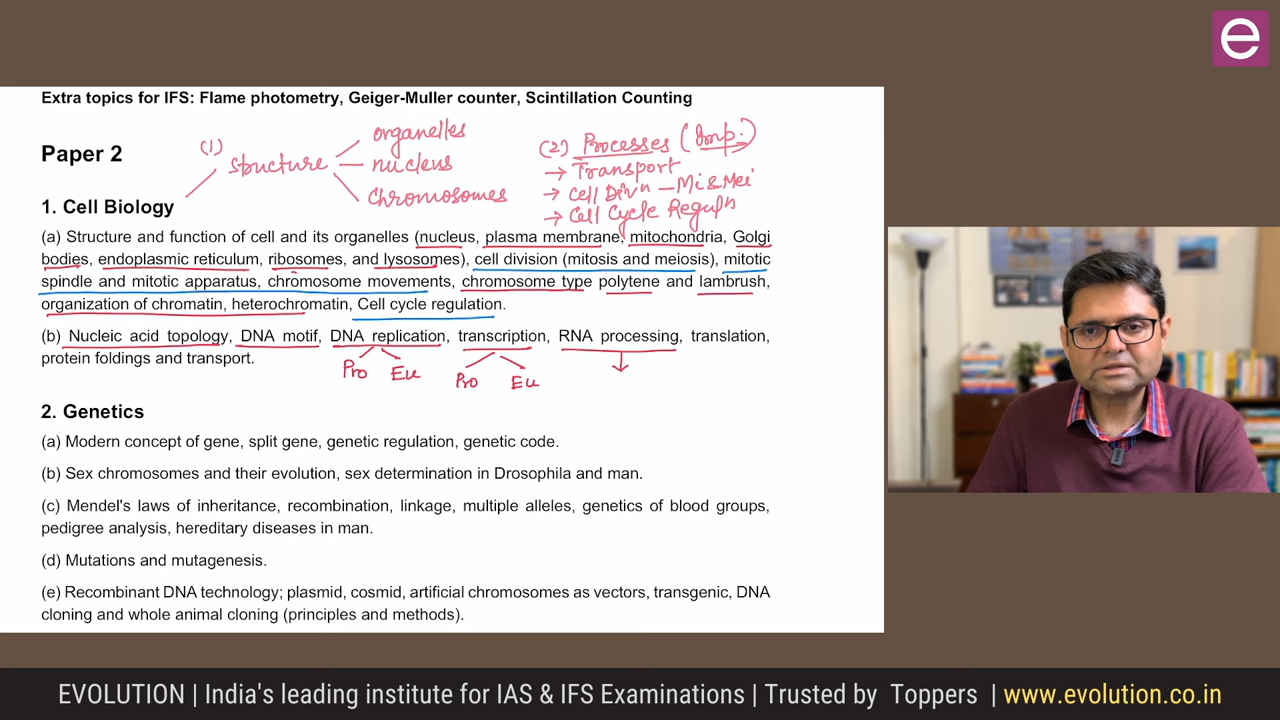 e
Extra topics for IFS: Flame photometry, Geiger-Muller counter, Scintillation Counting
Paper 2
(1)
structure
organelles
nucleus
chromosomes
(2) Processes (Imp.)
→ Transport
→ Cell Divⁿ – Mi & Mei
→ Cell Cycle Regulⁿ
1. Cell Biology
(a) Structure and function of cell and its organelles (nucleus, plasma membrane, mitochondria, Golgi
bodies, endoplasmic reticulum, ribosomes, and lysosomes), cell division (mitosis and meiosis), mitotic
spindle and mitotic apparatus, chromosome movements, chromosome type polytene and lambrush,
organization of chromatin, heterochromatin, Cell cycle regulation.
(b) Nucleic acid topology, DNA motif, DNA replication, transcription, RNA processing, translation,
protein foldings and transport.
Pro Eu Pro Eu
2. Genetics
(a) Modern concept of gene, split gene, genetic regulation, genetic code.
(b) Sex chromosomes and their evolution, sex determination in Drosophila and man.
(c) Mendel's laws of inheritance, recombination, linkage, multiple alleles, genetics of blood groups,
pedigree analysis, hereditary diseases in man.
(d) Mutations and mutagenesis.
(e) Recombinant DNA technology; plasmid, cosmid, artificial chromosomes as vectors, transgenic, DNA
cloning and whole animal cloning (principles and methods).
EVOLUTION | India's leading institute for IAS & IFS Examinations | Trusted by Toppers | www.evolution.co.in